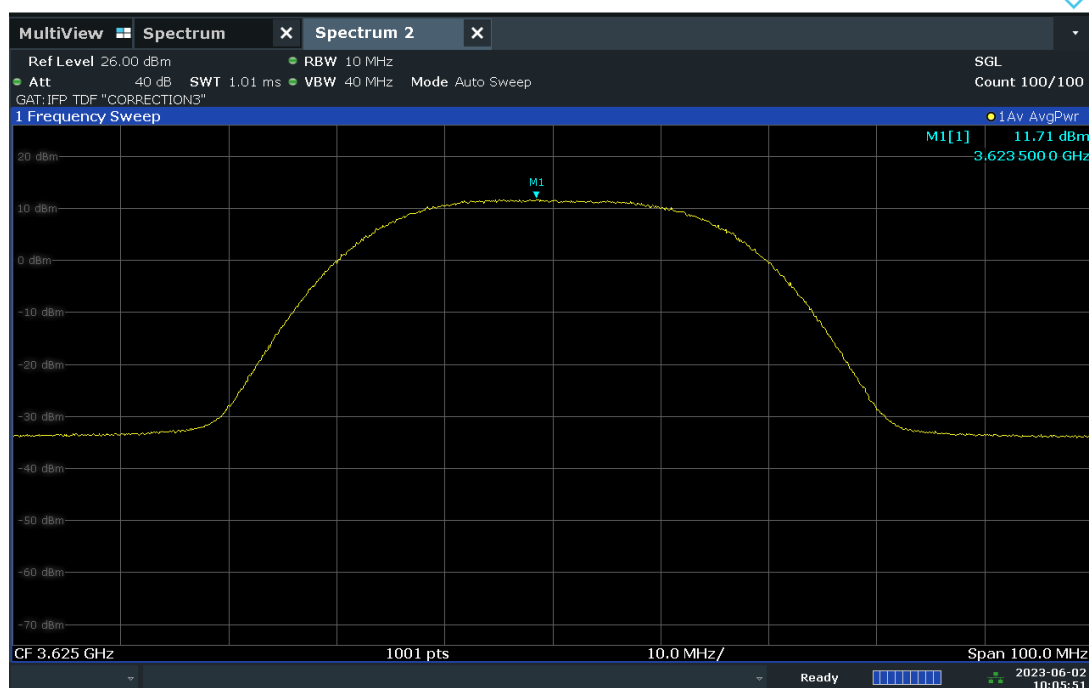 MultiView Spectrum X Spectrum 2 X
Ref Level 26.00 dBm RBW 10 MHz SGL
Att 40 dB SWT 1.01 ms VBW 40 MHz Mode Auto Sweep Count 100/100
GAT:IFP TDF "CORRECTION3"
1 Frequency Sweep 1Av AvgPwr
M1[1] 11.71 dBm
3.623 500 0 GHz
20 dBm
M1
10 dBm
0 dBm
-10 dBm
-20 dBm
-30 dBm
-40 dBm
-50 dBm
-60 dBm
-70 dBm
CF 3.625 GHz 1001 pts 10.0 MHz/ Span 100.0 MHz
Ready 2023-06-02
10:05:51